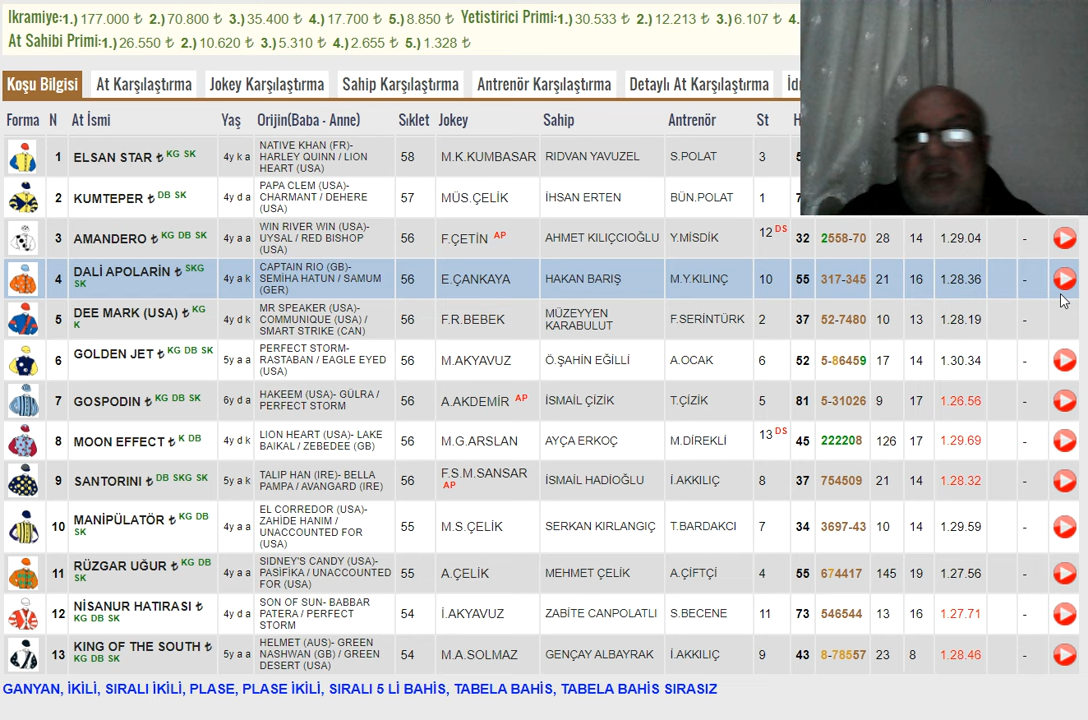 İkramiye:1.) 177.000 ₺ 2.) 70.800 ₺ 3.) 35.400 ₺ 4.) 17.700 ₺ 5.) 8.850 ₺ Yetistirici Primi:1.) 30.533 ₺ 2.) 12.213 ₺ 3.) 6.107 ₺ 4.
At Sahibi Primi:1.) 26.550 ₺ 2.) 10.620 ₺ 3.) 5.310 ₺ 4.) 2.655 ₺ 5.) 1.328 ₺
Koşu Bilgisi At Karşılaştırma Jokey Karşılaştırma Sahip Karşılaştırma Antrenör Karşılaştırma Detaylı At Karşılaştırma İd
Forma N At İsmi Yaş Orijin(Baba - Anne) Sıklet Jokey Sahip Antrenör St H
1 ELSAN STAR ₺ KG SK 4y k a NATIVE KHAN (FR)- HARLEY QUINN / LION HEART (USA) 58 M.K.KUMBASAR RIDVAN YAVUZEL S.POLAT 3
2 KUMTEPER ₺ DB SK 4y d a PAPA CLEM (USA)- CHARMANT / DEHERE (USA) 57 MÜS.ÇELİK İHSAN ERTEN BÜN.POLAT 1
3 AMANDERO ₺ KG DB SK 4y a a WIN RIVER WIN (USA)- UYSAL / RED BISHOP (USA) 56 F.ÇETİN AP AHMET KILIÇCIOĞLU Y.MİSDİK 12 DS 32 2558-70 28 14 1.29.04 -
4 DALİ APOLARİN ₺ SKG SK 4y a k CAPTAIN RIO (GB)- SEMİHA HATUN / SAMUM (GER) 56 E.ÇANKAYA HAKAN BARIŞ M.Y.KILINÇ 10 55 317-345 21 16 1.28.36 -
5 DEE MARK (USA) ₺ KG K 4y d k MR SPEAKER (USA)- COMMUNIQUE (USA) / SMART STRIKE (CAN) 56 F.R.BEBEK MÜZEYYEN KARABULUT F.SERİNTÜRK 2 37 52-7480 10 13 1.28.19 -
6 GOLDEN JET ₺ KG DB SK 5y a a PERFECT STORM- RASTABAN / EAGLE EYED (USA) 56 M.AKYAVUZ Ö.ŞAHİN EĞİLLİ A.OCAK 6 52 5-86459 17 14 1.30.34 -
7 GOSPODIN ₺ KG DB SK 6y d a HAKEEM (USA)- GÜLRA / PERFECT STORM 56 A.AKDEMİR AP İSMAİL ÇİZİK T.ÇİZİK 5 81 5-31026 9 17 1.26.56 -
8 MOON EFFECT ₺ K DB 4y d k LION HEART (USA)- LAKE BAIKAL / ZEBEDEE (GB) 56 M.G.ARSLAN AYÇA ERKOÇ M.DİREKLİ 13 DS 45 222208 126 17 1.29.69 -
9 SANTORINI ₺ DB SKG SK 5y a k TALIP HAN (IRE)- BELLA PAMPA / AVANGARD (IRE) 56 F.S.M.SANSAR AP İSMAİL HADİOĞLU İ.AKKILIÇ 8 37 754509 21 14 1.28.32 -
10 MANİPÜLATÖR ₺ KG DB SK 4y a a EL CORREDOR (USA)- ZAHİDE HANIM / UNACCOUNTED FOR (USA) 55 M.S.ÇELİK SERKAN KIRLANGIÇ T.BARDAKCI 7 34 3697-43 10 14 1.29.59 -
11 RÜZGAR UĞUR ₺ KG DB SK 4y a a SIDNEY'S CANDY (USA)- PASIFIKA / UNACCOUNTED FOR (USA) 55 A.ÇELİK MEHMET ÇELİK A.ÇİFTÇİ 4 55 674417 145 19 1.27.56 -
12 NİSANUR HATIRASI ₺ KG DB SK 4y d a SON OF SUN- BABBAR PATERA / PERFECT STORM 54 İ.AKYAVUZ ZABİTE CANPOLATLI S.BECENE 11 73 546544 13 16 1.27.71 -
13 KING OF THE SOUTH ₺ KG DB SK 5y a a HELMET (AUS)- GREEN NASHWAN (GB) / GREEN DESERT (USA) 54 M.A.SOLMAZ GENÇAY ALBAYRAK İ.AKKILIÇ 9 43 8-78557 23 8 1.28.46 -
GANYAN, İKİLİ, SIRALI İKİLİ, PLASE, PLASE İKİLİ, SIRALI 5 Lİ BAHİS, TABELA BAHİS, TABELA BAHİS SIRASIZ